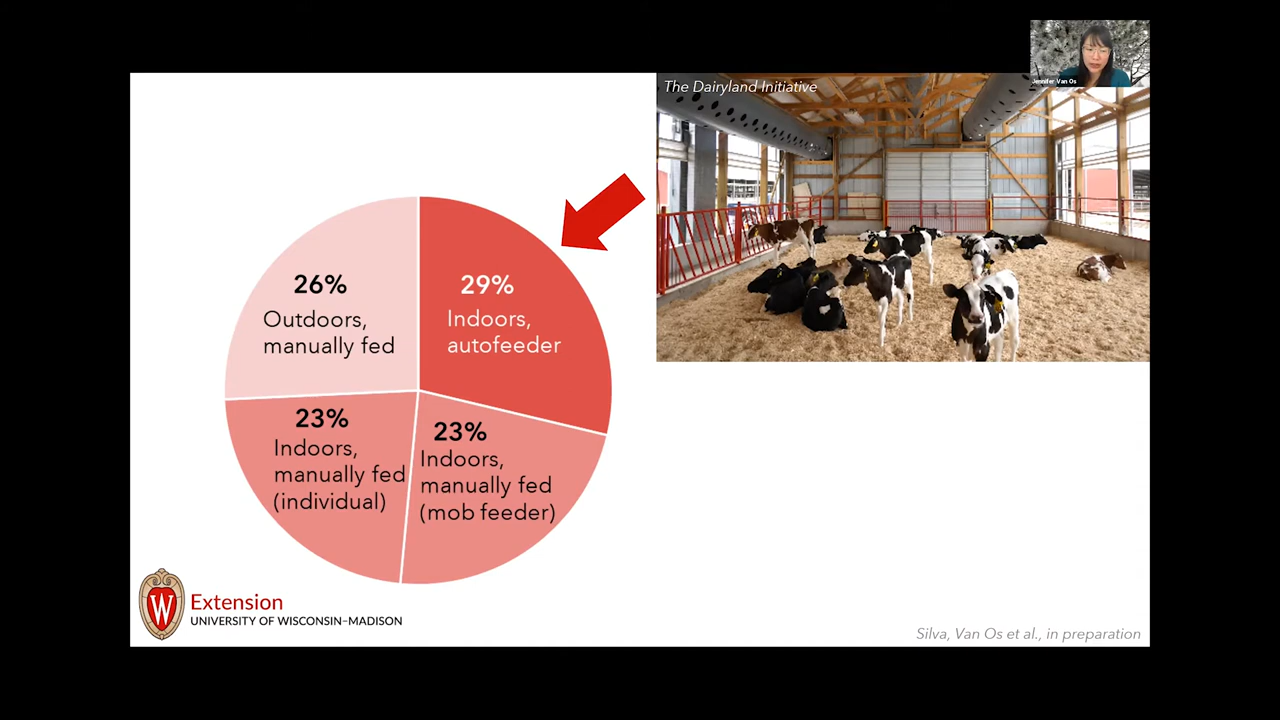 Jennifer Van Os
The Dairyland Initiative
26%
Outdoors,
manually fed
29%
Indoors,
autofeeder
23%
Indoors,
manually fed
(individual)
23%
Indoors,
manually fed
(mob feeder)
W
Extension
UNIVERSITY OF WISCONSIN–MADISON
Silva, Van Os et al., in preparation